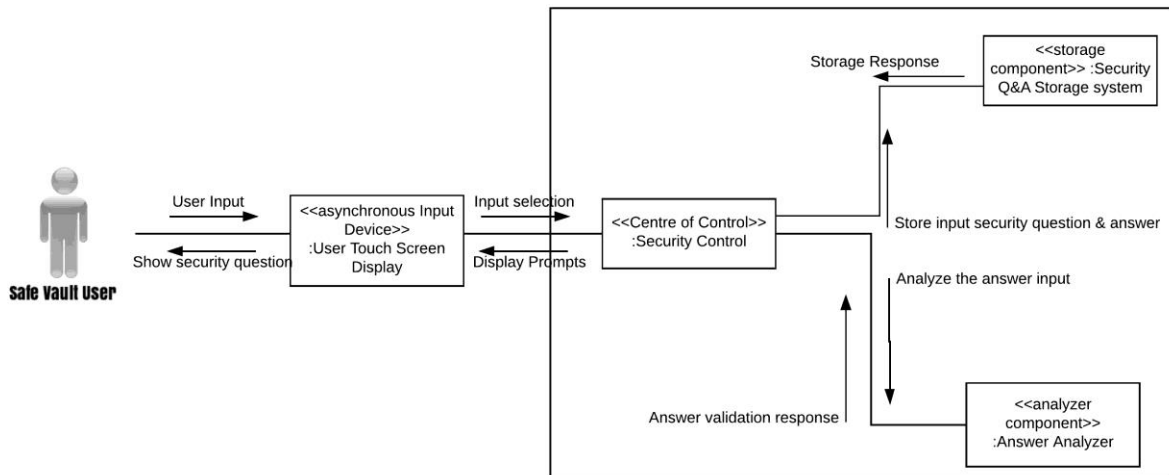 <<storage
component>> :Security
Q&A Storage system
Storage Response
User Input
Input selection
<<asynchronous Input
Device>>
:User Touch Screen
Display
<<Centre of Control>>
:Security Control
Store input security question & answer
Show security question
Display Prompts
Analyze the answer input
Safe Vault User
Answer validation response
<<analyzer
component>>
:Answer Analyzer